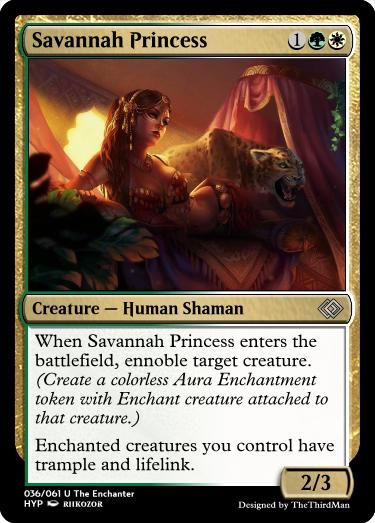 Savannah Princess 1
Creature — Human Shaman
When Savannah Princess enters the
battlefield, ennoble target creature.
(Create a colorless Aura Enchantment
token with Enchant creature attached to
that creature.)
Enchanted creatures you control have
trample and lifelink.
2/3
036/061 U The Enchanter
HYP RIIKOZOR
Designed by TheThirdMan